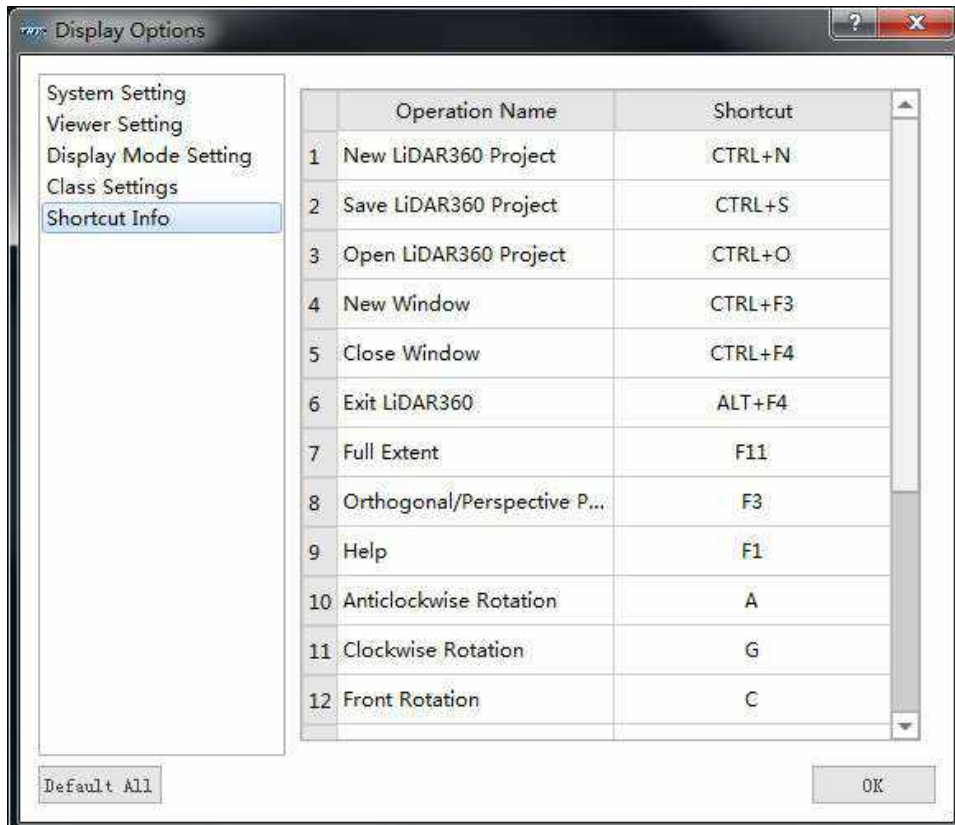 Display Options
System Setting
Viewer Setting
Display Mode Setting
Class Settings
Shortcut Info
Operation Name Shortcut
1 New LiDAR360 Project CTRL+N
2 Save LiDAR360 Project CTRL+S
3 Open LiDAR360 Project CTRL+O
4 New Window CTRL+F3
5 Close Window CTRL+F4
6 Exit LiDAR360 ALT+F4
7 Full Extent F11
8 Orthogonal/Perspective P... F3
9 Help F1
10 Anticlockwise Rotation A
11 Clockwise Rotation G
12 Front Rotation C
Default All OK